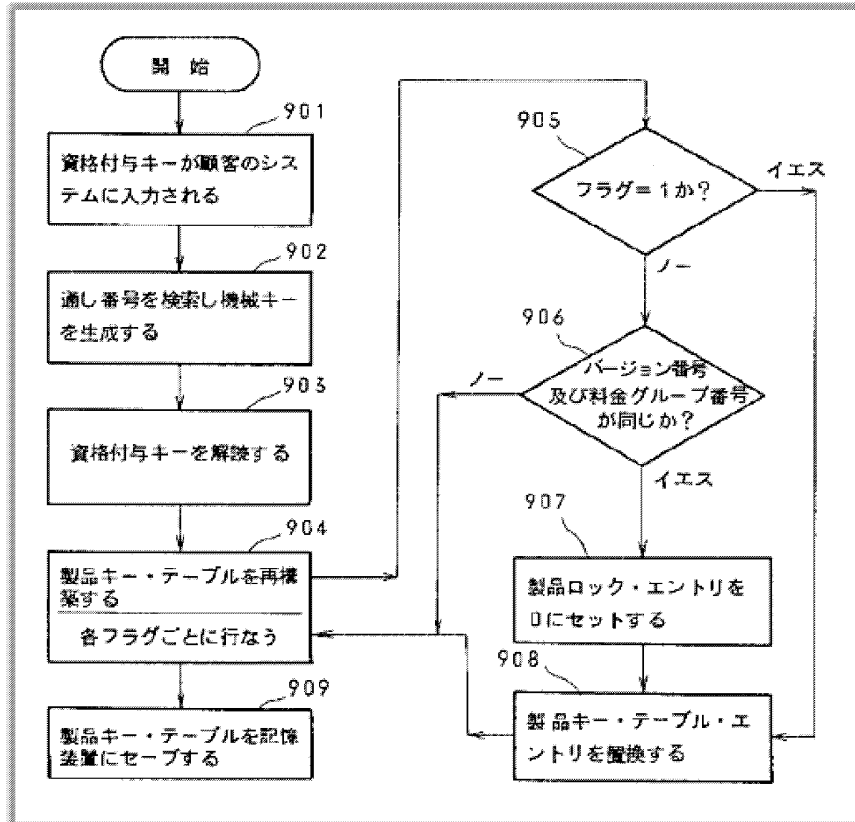 開 始
901
資格付与キーが顧客のシス
テムに入力される
902
通し番号を検索し機械キー
を生成する
903
資格付与キーを解読する
904
製品キー・テーブルを再構
築する
各フラグごとに行なう
909
製品キー・テーブルを記憶
装置にセーブする
905
フラグ=1か?
イエス
ノー
906
バージョン番号
及び料金グループ番号
が同じか?
ノー
イエス
907
製品ロック・エントリを
0にセットする
908
製品キー・テーブル・エ
ントリを置換する